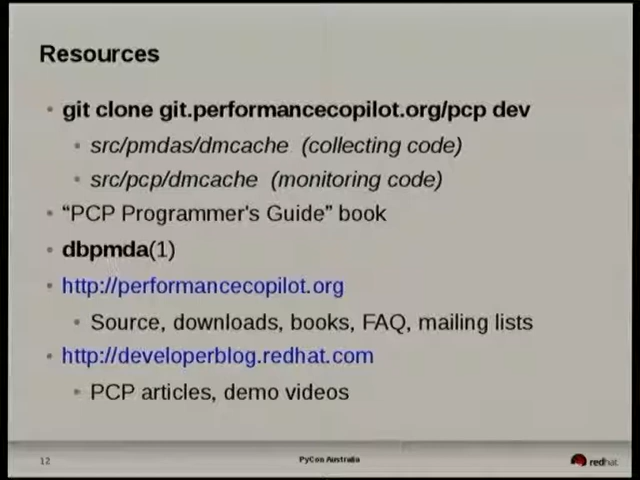 Resources
git clone git.performancecopilot.org/pcp dev
src/pmdas/dmcache (collecting code)
src/pcp/dmcache (monitoring code)
“PCP Programmer's Guide” book
dbpmda(1)
http://performancecopilot.org
Source, downloads, books, FAQ, mailing lists
http://developerblog.redhat.com
PCP articles, demo videos
12
PyCon Australia
redhat